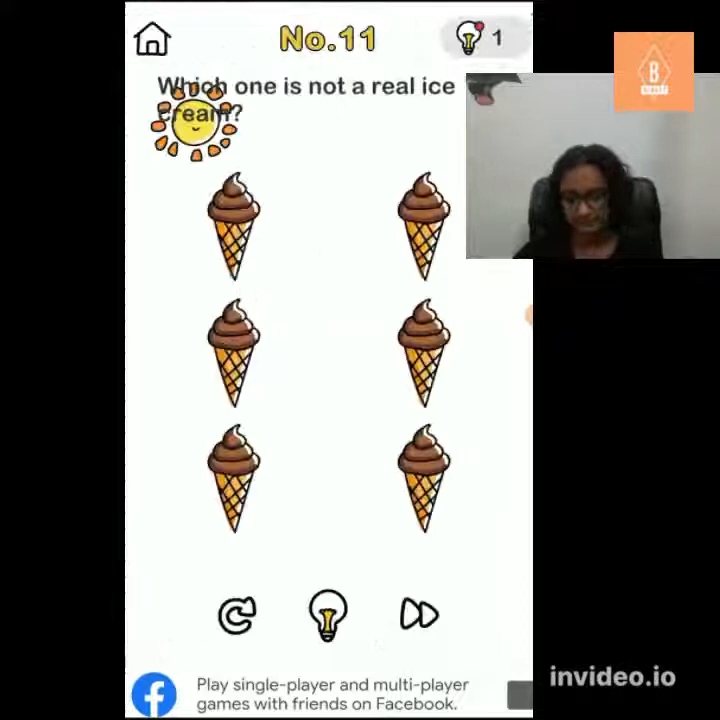 No.11
1
Which one is not a real ice
cream?
B
Play single-player and multi-player
games with friends on Facebook.
invideo.io